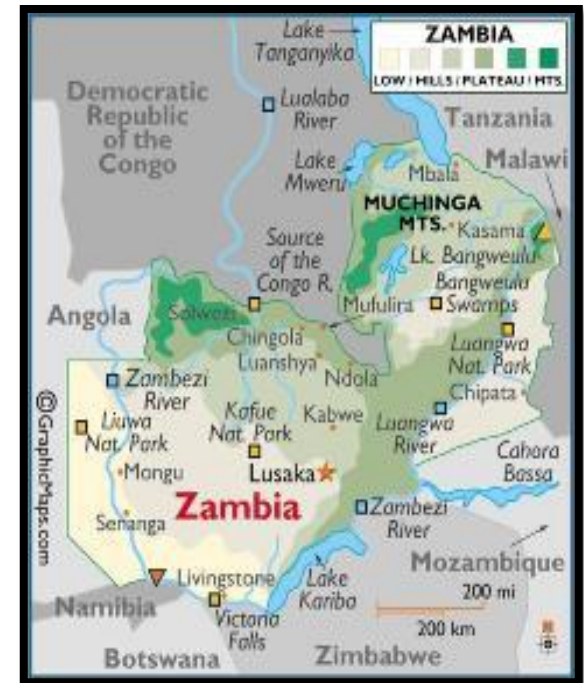 Lake
Tanganyika
ZAMBIA
LOW / HILLS / PLATEAU / MTS.
Democratic
Republic
of the
Congo
Lualaba
River
Tanzania
Lake
Mweru
Mbala
Malawi
MUCHINGA
MTS.
Kasama
Source
of the
Congo R.
Lk. Bangweulu
Bangweulu
Swamps
Angola
Solwezi
Mufulira
Chingola
Luanshya
Ndola
Luangwa
Nat. Park
Zambezi
River
Chipata
Liuwa
Nat. Park
Kafue
Nat. Park
Kabwe
Luangwa
River
Mongu
Lusaka
Cahora
Bassa
Zambia
Senanga
Zambezi
River
Mozambique
Livingstone
Lake
Kariba
200 mi
200 km
Namibia
Victoria
Falls
Botswana
Zimbabwe
N
©GraphicMaps.com